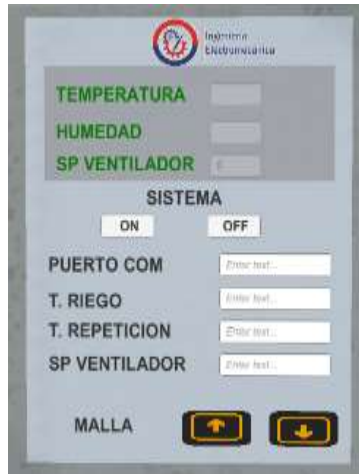 Ingeniería
Electromecánica
TEMPERATURA
HUMEDAD
SP VENTILADOR
SISTEMA
ON OFF
PUERTO COM Enter text...
T. RIEGO Enter text...
T. REPETICION Enter text...
SP VENTILADOR Enter text...
MALLA